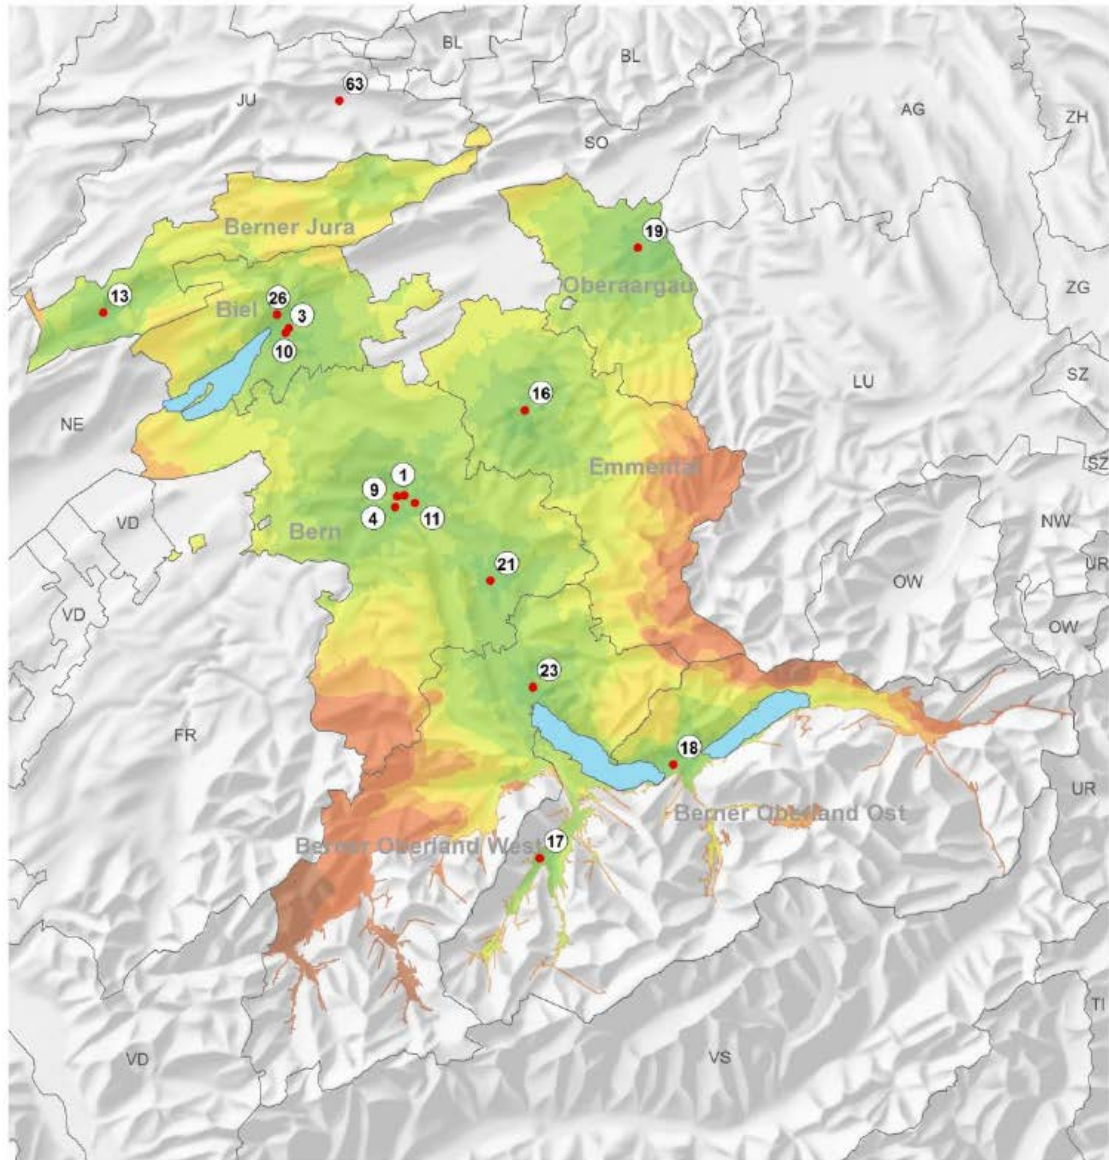 BL
BL
63
JU
AG
ZH
SO
19
Berner Jura
Oberaargau
13
26
Biel
3
ZG
10
SZ
LU
16
NE
SZ
Emmental
1
9
VD
4
11
NW
Bern
UR
21
OW
VD
OW
23
FR
18
UR
Berner Oberland Ost
17
Berner Oberland West
TI
VD
VS